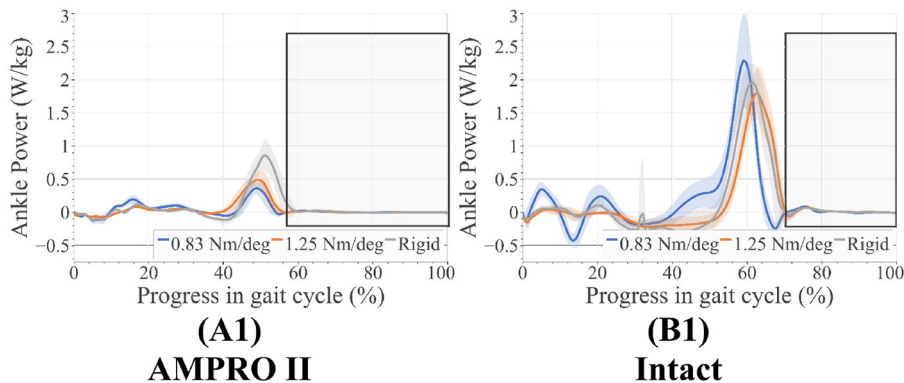 Ankle Power (W/kg)
3
2.5
2
1.5
1
0.5
0
−0.5
0.83 Nm/deg 1.25 Nm/deg Rigid
0 20 40 60 80 100
Progress in gait cycle (%)
(A1)
AMPRO II
Ankle Power (W/kg)
3
2.5
2
1.5
1
0.5
0
−0.5
0.83 Nm/deg 1.25 Nm/deg Rigid
0 20 40 60 80 100
Progress in gait cycle (%)
(B1)
Intact